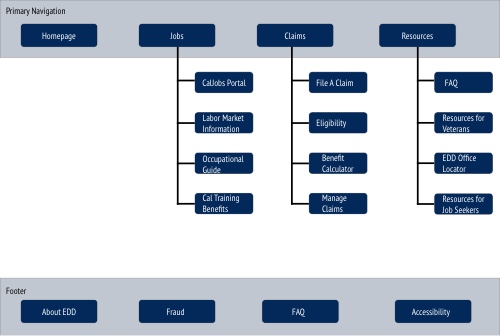 Primary Navigation
Homepage
Jobs
Claims
Resources
CalJobs Portal
File A Claim
FAQ
Labor Market
Information
Eligibility
Resources for
Veterans
Occupational
Guide
Benefit
Calculator
EDD Office
Locator
Cal Training
Benefits
Manage
Claims
Resources for
Job Seekers
Footer
About EDD
Fraud
FAQ
Accessibility